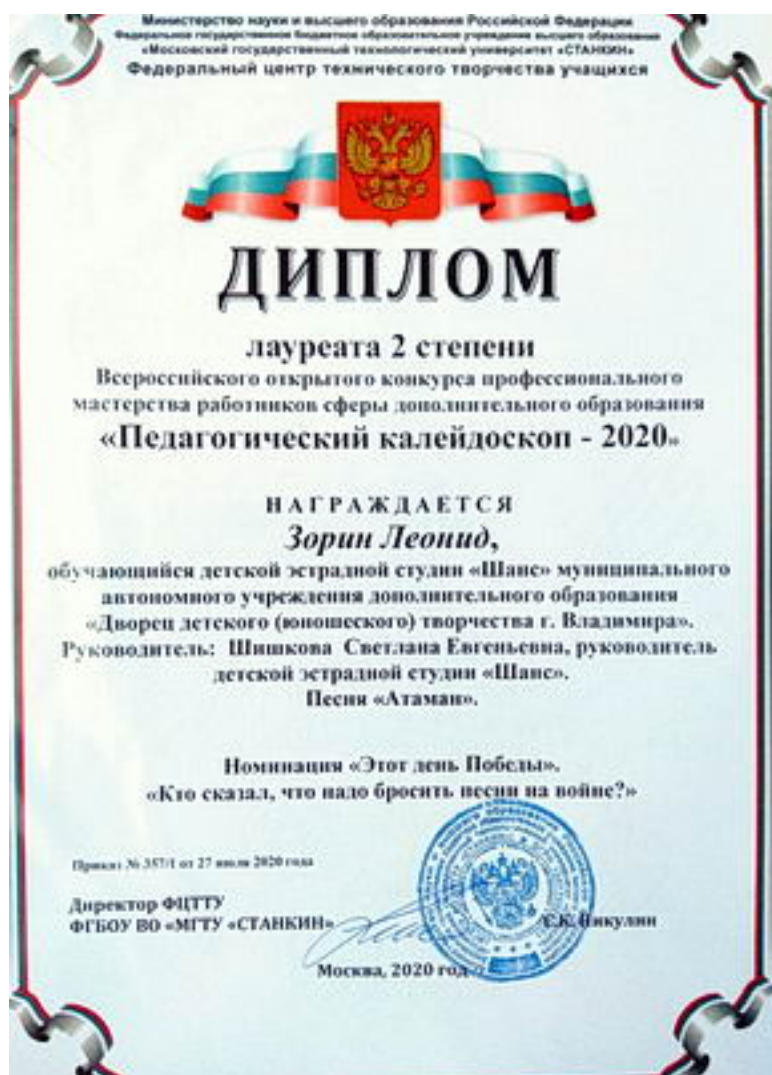 Министерство науки и высшего образования Российской Федерации
Федеральное государственное бюджетное образовательное учреждение высшего образования
«Московский государственный технологический университет «СТАНКИН»
Федеральный центр технического творчества учащихся
ДИПЛОМ
лауреата 2 степени
Всероссийского открытого конкурса профессионального
мастерства работников сферы дополнительного образования
«Педагогический калейдоскоп - 2020»
НАГРАЖДАЕТСЯ
Зорин Леонид,
обучающийся детской эстрадной студии «Шанс» муниципального
автономного учреждения дополнительного образования
«Дворец детского (юношеского) творчества г. Владимира».
Руководитель: Шишкова Светлана Евгеньевна, руководитель
детской эстрадной студии «Шанс».
Песня «Атаман».
Номинация «Этот день Победы».
«Кто сказал, что надо бросить песни на войне?»
Приказ № 357/1 от 27 июля 2020 года
Директор ФЦТТУ
ФГБОУ ВО «МГТУ «СТАНКИН»
С.К. Никулин
Москва, 2020 год